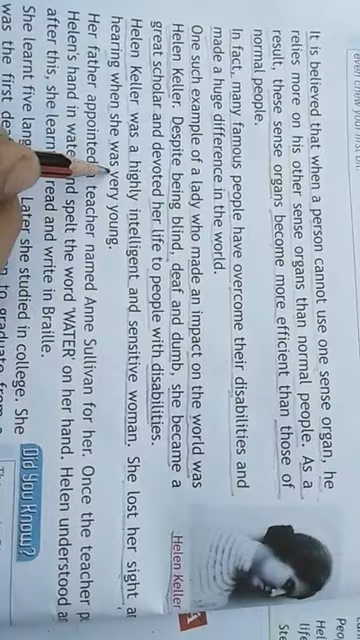 It is believed that when a person cannot use one sense organ, he
relies more on his other sense organs than normal people. As a
result, these sense organs become more efficient than those of
normal people.
In fact, many famous people have overcome their disabilities and
made a huge difference in the world.
One such example of a lady who made an impact on the world was
Helen Keller. Despite being blind, deaf and dumb, she became a
great scholar and devoted her life to people with disabilities.
Helen Keller was a highly intelligent and sensitive woman. She lost her sight
hearing when she was very young.
Her father appointed teacher named Anne Sullivan for her. Once the teacher
Helen's hand in and spelt the word 'WATER' on her hand. Helen understood
after this, she read and write in Braille.
She learnt five Later she studied in college. She
was the first to graduate from
Helen Keller
Did You Know?